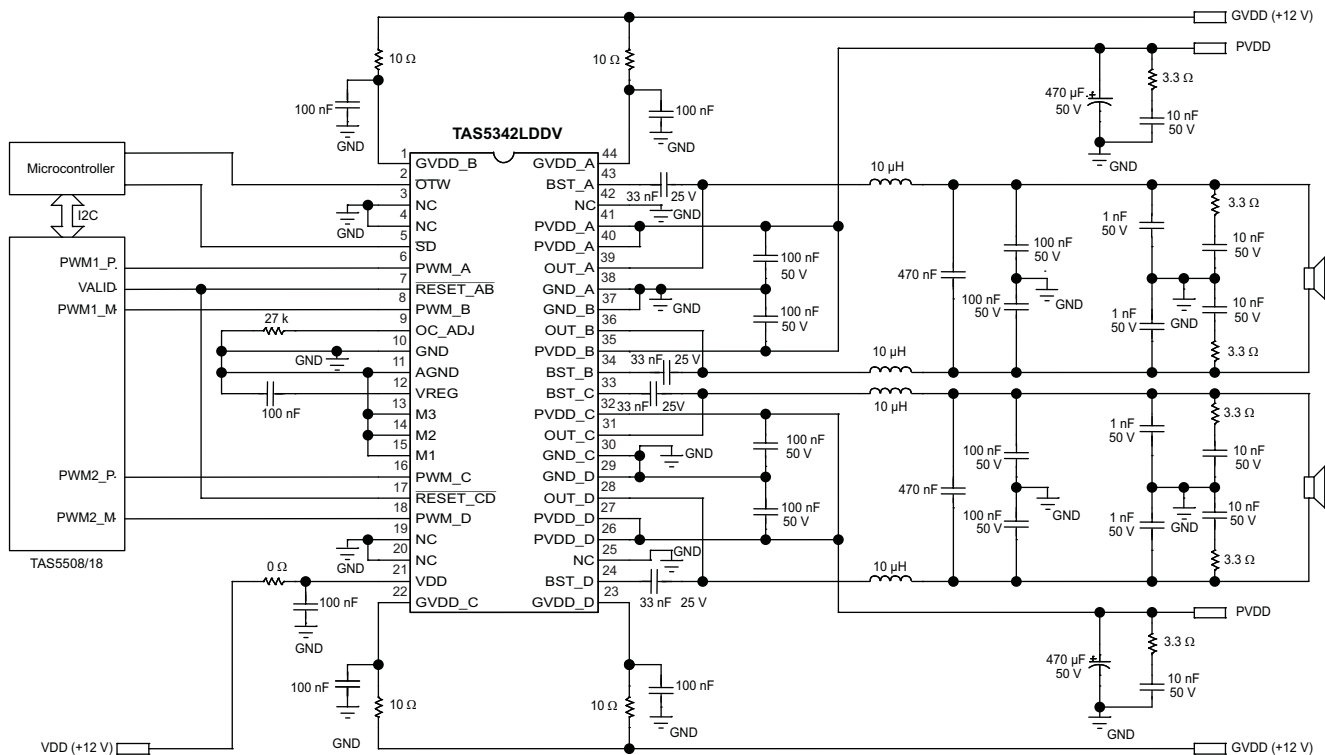 GVDD (+12 V)
PVDD
10 Ω
10 Ω
3.3 Ω
470 µF
50 V
10 nF
50 V
100 nF
100 nF
GND
GND
GND
TAS5342LDDV
Microcontroller
I2C
1
GVDD_B
2
OTW
3
NC
4
NC
5
SD
6
PWM_A
7
RESET_AB
8
PWM_B
9
OC_ADJ
10
GND
11
AGND
12
VREG
13
M3
14
M2
15
M1
16
PWM_C
17
RESET_CD
18
PWM_D
19
NC
20
NC
21
VDD
22
GVDD_C
44
GVDD_A
43
BST_A
42
NC
41
PVDD_A
40
PVDD_A
39
OUT_A
38
GND_A
37
GND_B
36
OUT_B
35
PVDD_B
34
BST_B
33
BST_C
32
PVDD_C
31
OUT_C
30
GND_C
29
GND_D
28
OUT_D
27
PVDD_D
26
PVDD_D
25
NC
24
BST_D
23
GVDD_D
PWM1_P
VALID
PWM1_M
PWM2_P
PWM2_M
TAS5508/18
GND
27 k
GND
100 nF
GND
0 Ω
100 nF
GND
100 nF
10 Ω
GND
VDD (+12 V)
33 nF 25 V
GND
100 nF
50 V
GND
100 nF
50 V
33 nF 25 V
33 nF 25V
100 nF
50 V
GND
100 nF
50 V
GND
33 nF 25 V
100 nF
10 Ω
GND
10 µH
470 nF
100 nF
50 V
GND
100 nF
50 V
1 nF
50 V
3.3 Ω
10 nF
50 V
GND
1 nF
50 V
10 nF
50 V
3.3 Ω
10 µH
10 µH
470 nF
100 nF
50 V
GND
100 nF
50 V
1 nF
50 V
3.3 Ω
10 nF
50 V
GND
1 nF
50 V
10 nF
50 V
3.3 Ω
10 µH
PVDD
470 µF
50 V
3.3 Ω
10 nF
50 V
GND
GVDD (+12 V)